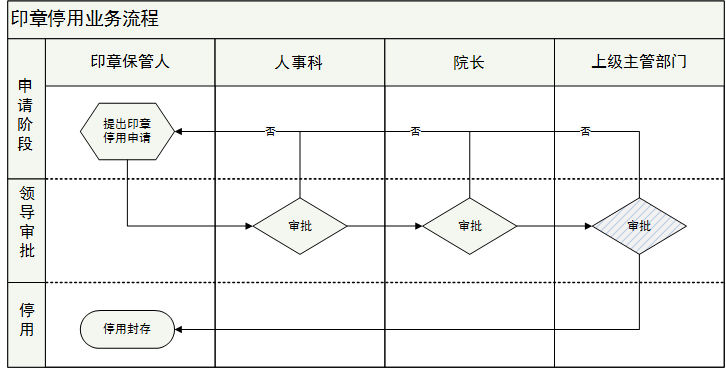 印章停用业务流程
印章保管人
人事科
院长
上级主管部门
申请阶段
提出印章
停用申请
否
否
否
领导审批
审批
审批
审批
停用
停用封存